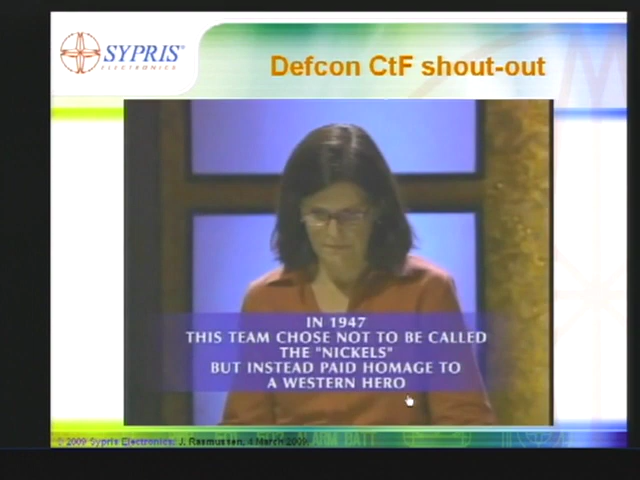 SYPRIS®
ELECTRONICS
Defcon CtF shout-out
IN 1947
THIS TEAM CHOSE NOT TO BE CALLED
THE "NICKELS"
BUT INSTEAD PAID HOMAGE TO
A WESTERN HERO
© 2009 Sypris Electronics; J. Rasmussen, 4 March 2009